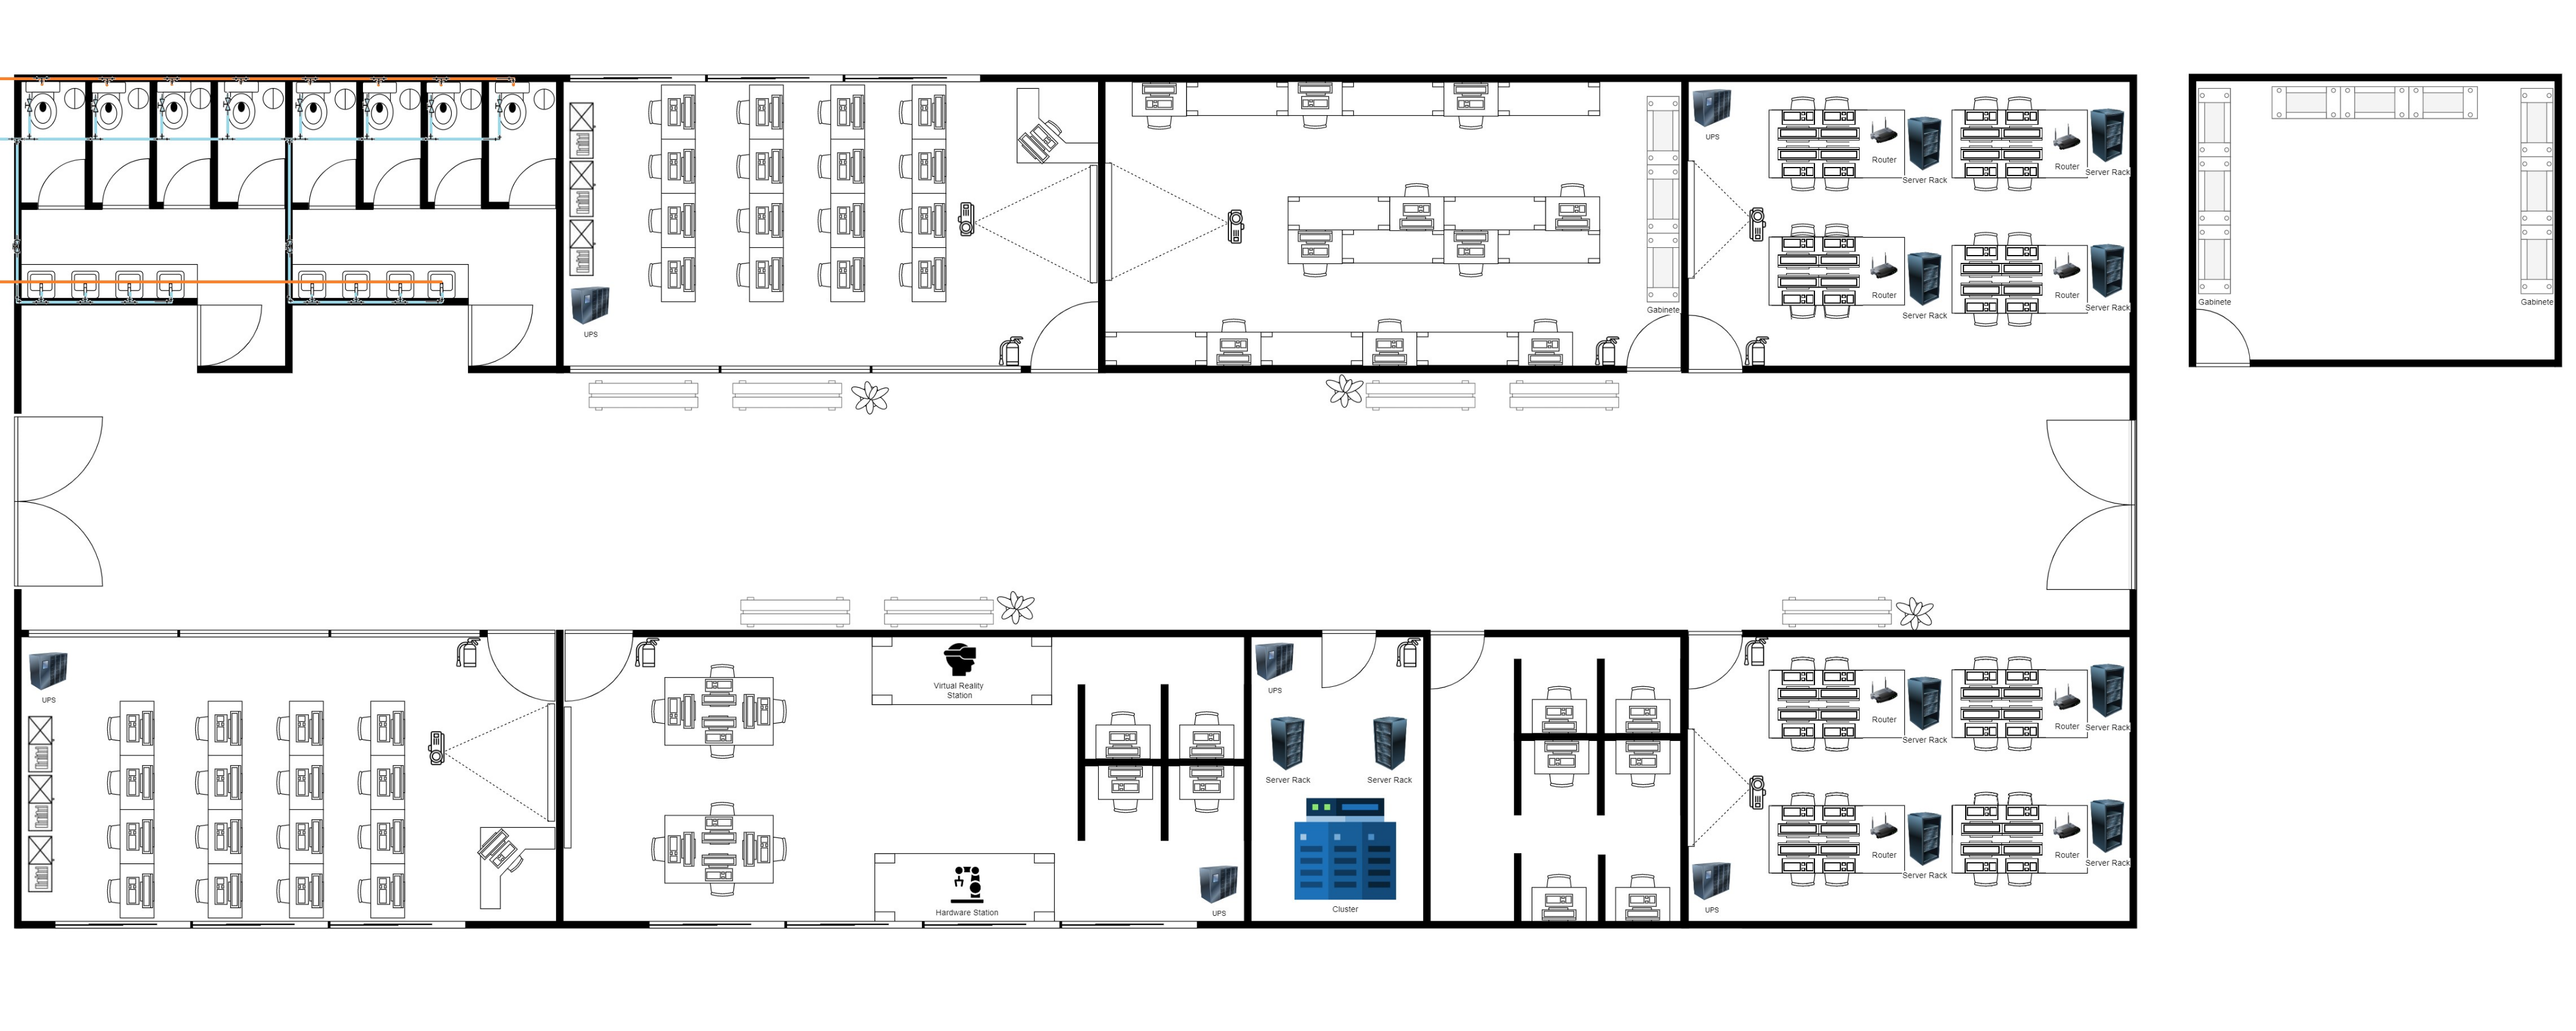 UPS
Router
Server Rack
Router
Server Rack
Router
Server Rack
Router
Server Rack
UPS
Gabinete
Gabinete
Gabinete
UPS
Virtual Reality
Station
Hardware Station
UPS
UPS
Server Rack
Server Rack
Cluster
Router
Server Rack
Router
Server Rack
Router
Server Rack
Router
Server Rack
UPS